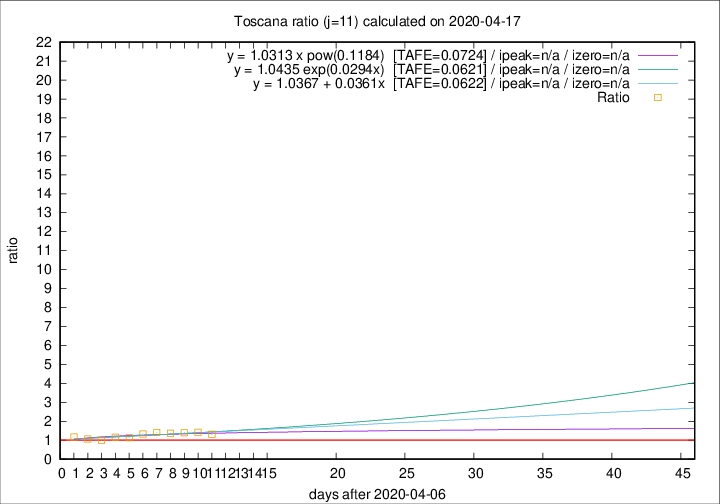 Toscana ratio (j=11) calculated on 2020-04-17
y = 1.0313 x pow(0.1184) [TAFE=0.0724] / ipeak=n/a / izero=n/a
y = 1.0435 exp(0.0294x) [TAFE=0.0621] / ipeak=n/a / izero=n/a
y = 1.0367 + 0.0361x [TAFE=0.0622] / ipeak=n/a / izero=n/a
Ratio
22
21
20
19
18
17
16
15
14
13
12
11
10
9
8
7
6
5
4
3
2
1
0
ratio
0 1 2 3 4 5 6 7 8 9 10 11 12 13 14 15 20 25 30 35 40 45
days after 2020-04-06